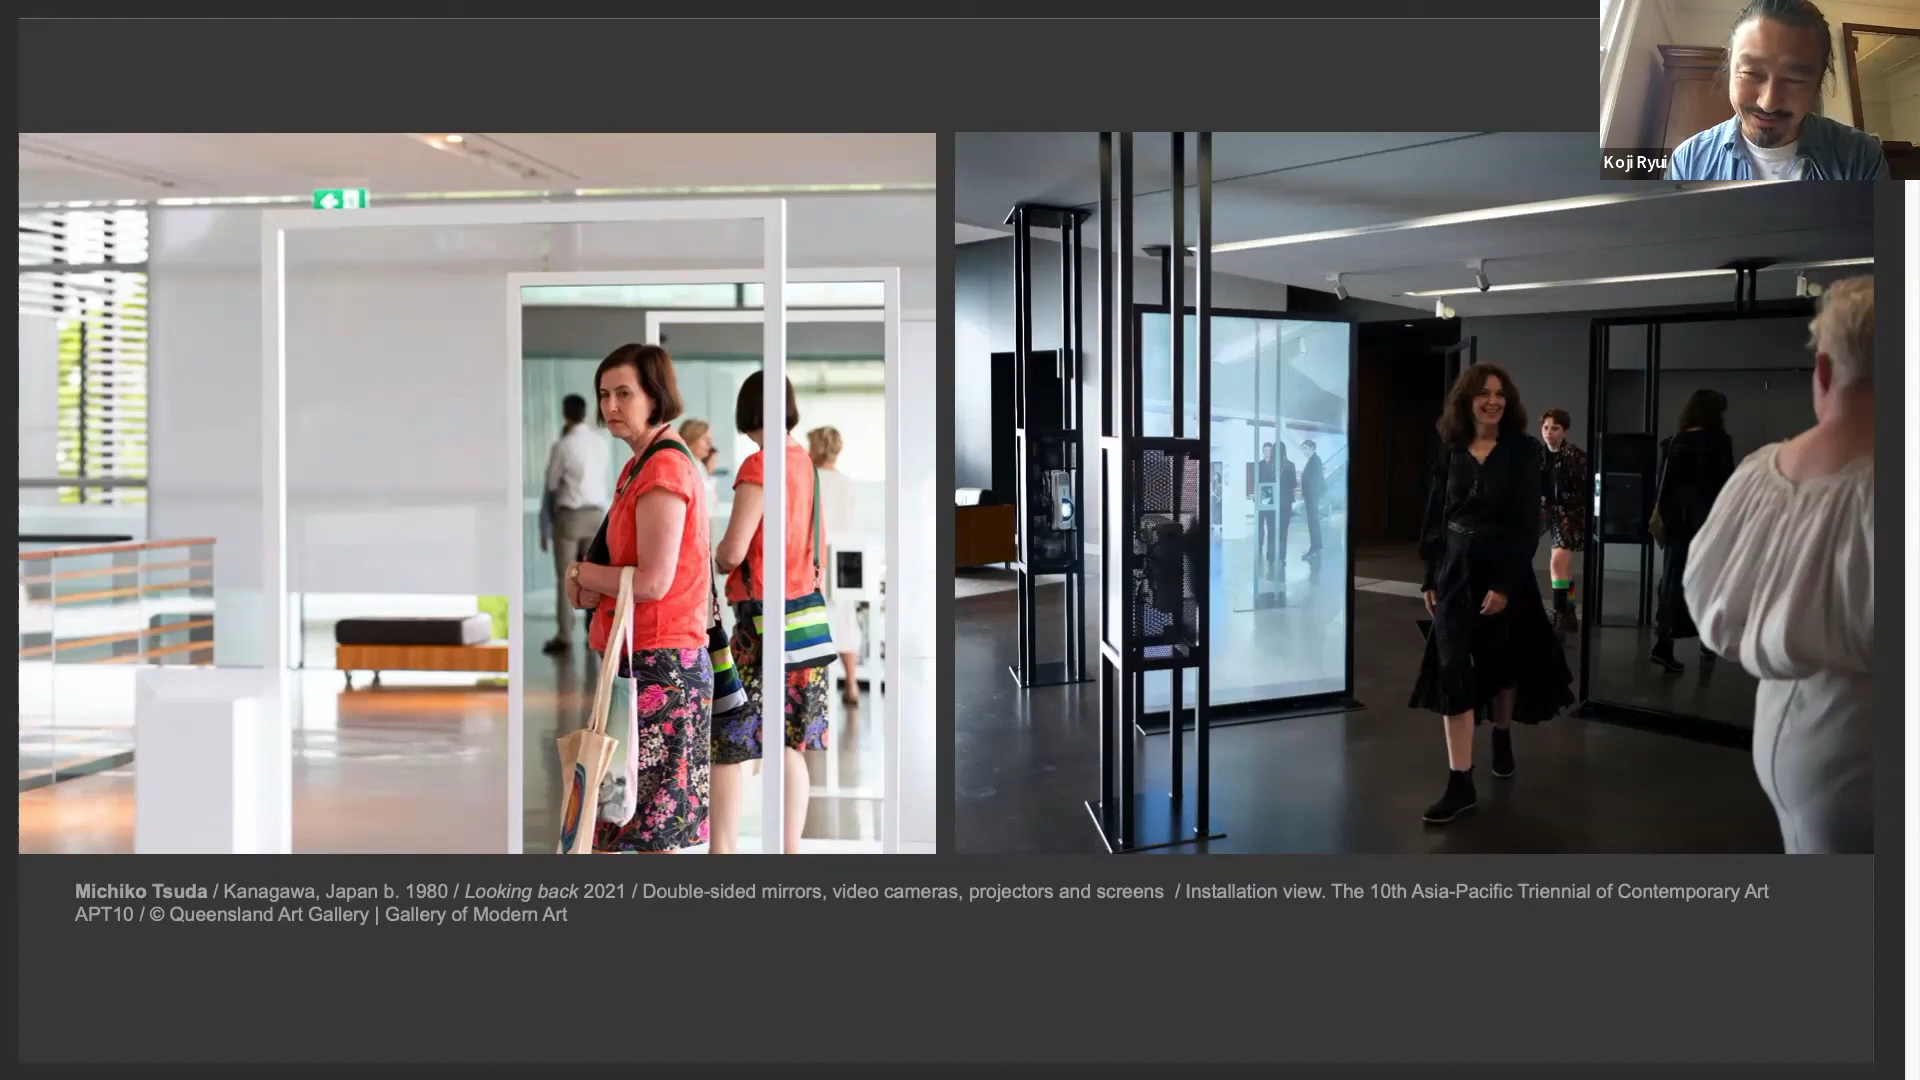 Koji Ryui
Michiko Tsuda / Kanagawa, Japan b. 1980 / Looking back 2021 / Double-sided mirrors, video cameras, projectors and screens / Installation view. The 10th Asia-Pacific Triennial of Contemporary Art
APT10 / © Queensland Art Gallery | Gallery of Modern Art